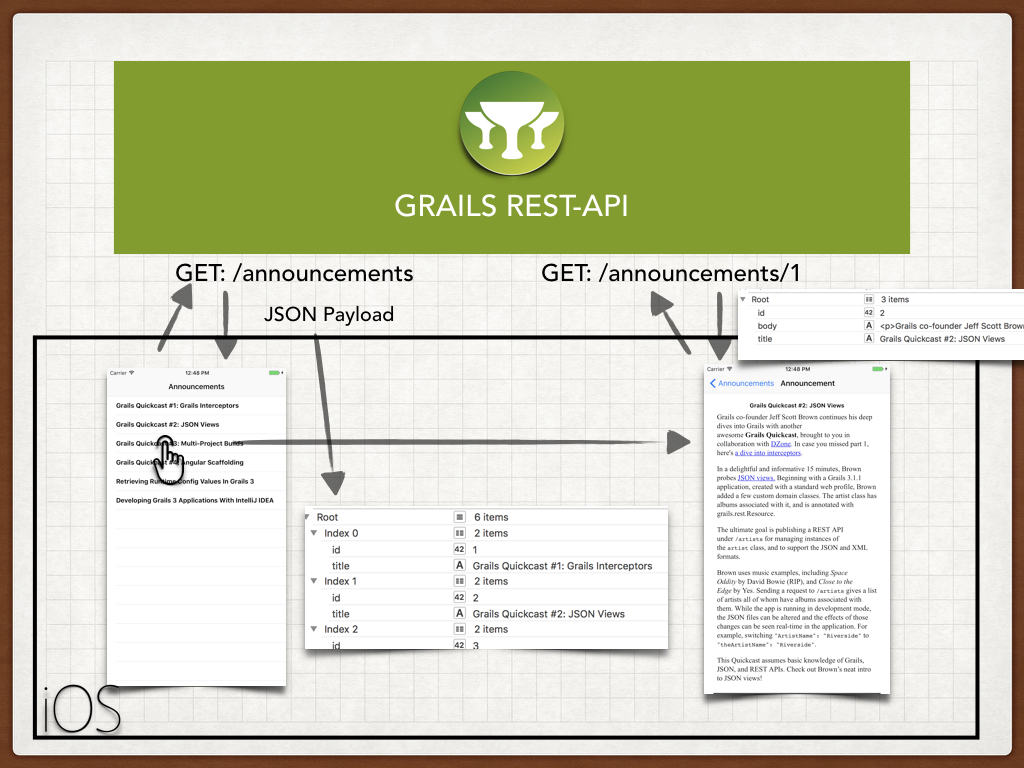 GRAILS REST-API
GET: /announcements
GET: /announcements/1
JSON Payload
Root 3 items
id 42 2
body A <p>Grails co-founder Jeff Scott Brown
title A Grails Quickcast #2: JSON Views
Carrier 12:48 PM
Announcements
Grails Quickcast #1: Grails Interceptors
Grails Quickcast #2: JSON Views
Grails Quickcast #3: Multi-Project Builds
Grails Quickcast #4: Angular Scaffolding
Retrieving Runtime Config Values In Grails 3
Developing Grails 3 Applications With IntelliJ IDEA
Root 6 items
Index 0 2 items
id 42 1
title A Grails Quickcast #1: Grails Interceptors
Index 1 2 items
id 42 2
title A Grails Quickcast #2: JSON Views
Index 2 2 items
id 42 3
Carrier 12:48 PM
Announcements Announcement
Grails Quickcast #2: JSON Views
Grails co-founder Jeff Scott Brown continues his deep
dives into Grails with another
awesome Grails Quickcast, brought to you in
collaboration with DZone. In case you missed part 1,
here's a dive into interceptors.
In a delightful and informative 15 minutes, Brown
probes JSON views. Beginning with a Grails 3.1.1
application, created with a standard web profile, Brown
added a few custom domain classes. The artist class has
albums associated with it, and is annotated with
grails.rest.Resource.
The ultimate goal is publishing a REST API
under /artists for managing instances of
the artist class, and to support the JSON and XML
formats.
Brown uses music examples, including Space
Oddity by David Bowie (RIP), and Close to the
Edge by Yes. Sending a request to /artists gives a list
of artists all of whom have albums associated with
them. While the app is running in development mode,
the JSON files can be altered and the effects of those
changes can be seen real-time in the application. For
example, switching "ArtistName": "Riverside" to
"theArtistName": "Riverside".
This Quickcast assumes basic knowledge of Grails,
JSON, and REST APIs. Check out Brown's neat intro
to JSON views!
iOS